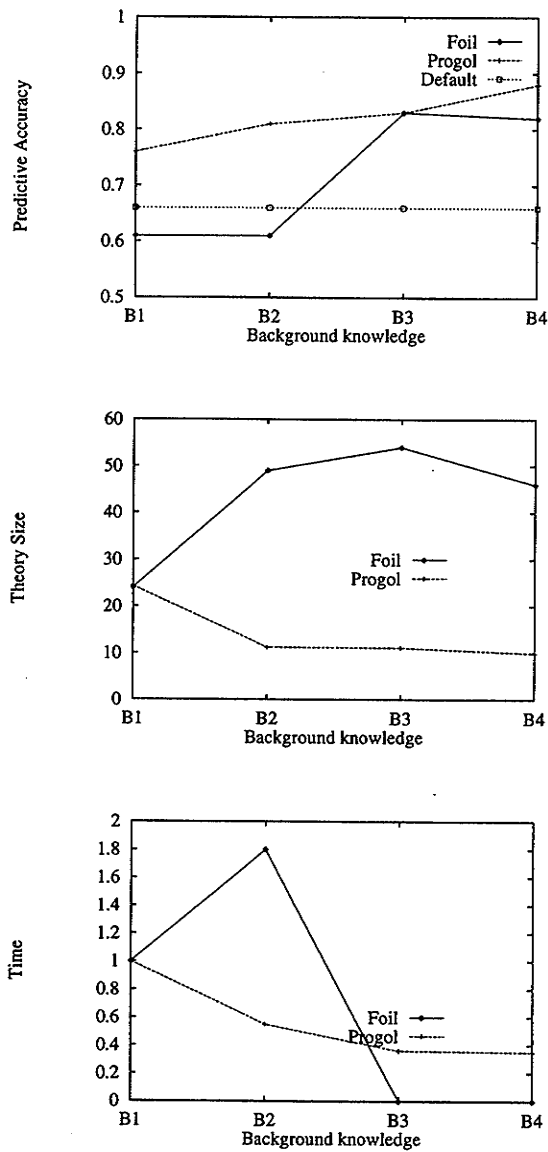 1
0.9
0.8
0.7
0.6
0.5
Predictive Accuracy
Foil
Progol
Default
B1 B2 B3 B4
Background knowledge
60
50
40
30
20
10
0
Theory Size
Foil
Progol
B1 B2 B3 B4
Background knowledge
2
1.8
1.6
1.4
1.2
1
0.8
0.6
0.4
0.2
0
Time
Foil
Progol
B1 B2 B3 B4
Background knowledge